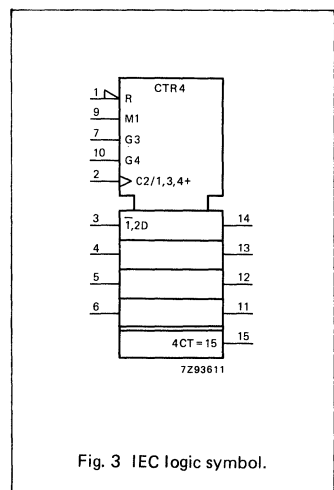 CTR4
1 R
9 M1
7 G3
10 G4
2 C2/1,3,4+
3 1̅,2D 14
4 13
5 12
6 11
4CT=15 15
7Z93611
Fig. 3 IEC logic symbol.